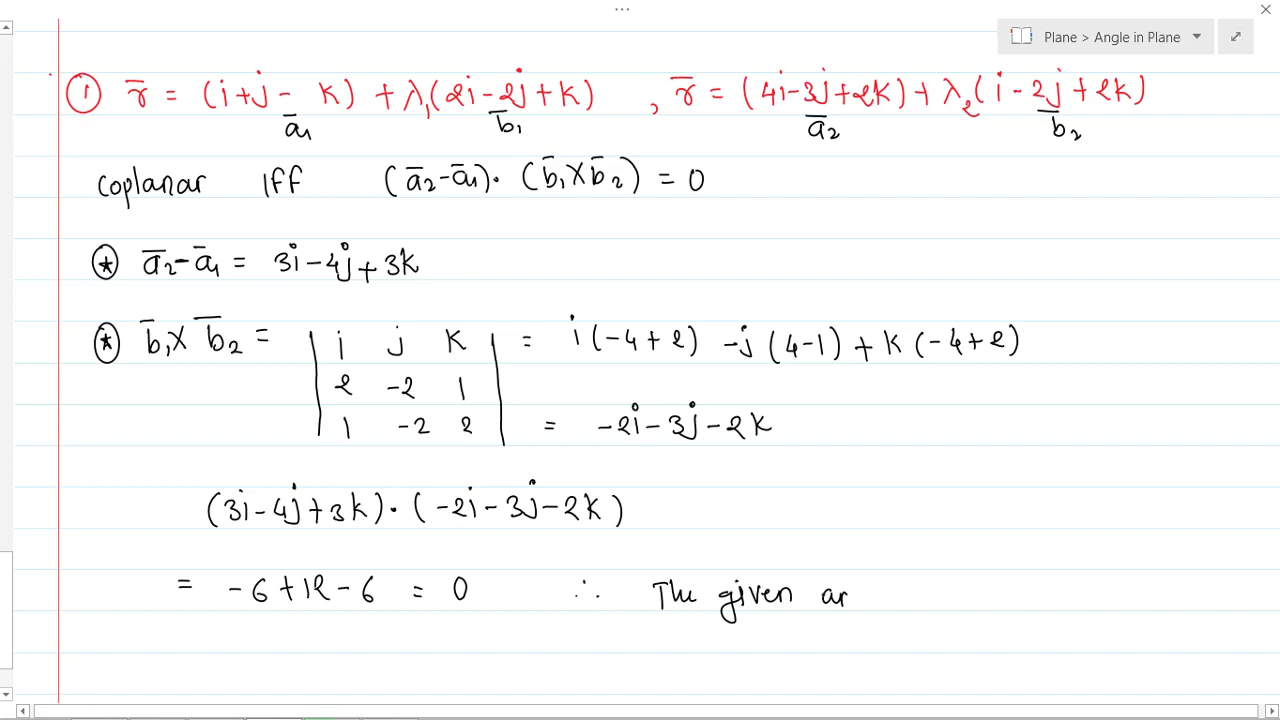 Plane > Angle in Plane
① r̄ = (i+j - k) + λ₁(2i-2j+k) , r̄ = (4i-3j+2k)+λ₂(i-2j+2k)
ā₁ b̄₁ ā₂ b̄₂
coplanar IFF (ā₂-ā₁)·(b̄₁×b̄₂) = 0
⊛ ā₂-ā₁ = 3i-4j+3k
⊛ b̄₁× b̄₂ = | i j k | = i(-4+2) -j(4-1) + k(-4+2)
2 -2 1
1 -2 2 = -2i-3j-2k
(3i-4j+3k)·(-2i-3j-2k)
= -6+12-6 = 0 ∴ The given ar